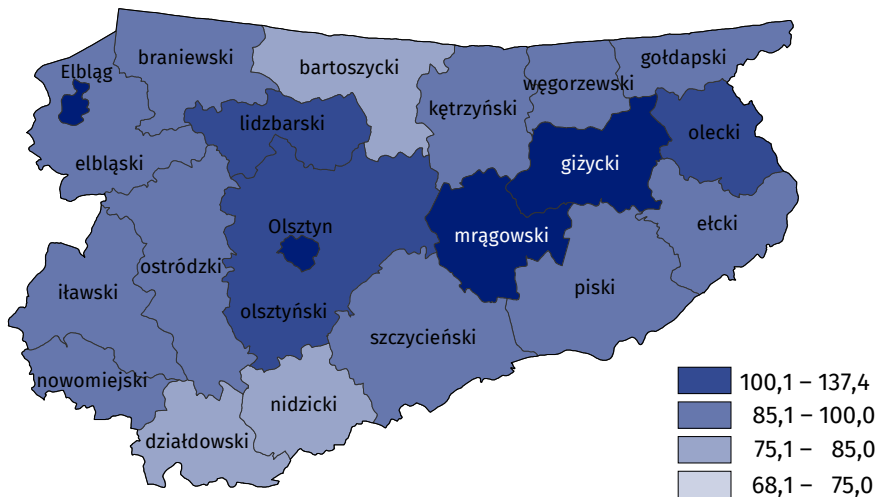 gołdapski
braniewski
bartoszycki
Elbląg
węgorzewski
kętrzyński
lidzbarski
olecki
elbląski
giżycki
Olsztyn
ełcki
mrągowski
ostródzki
iławski
piski
olsztyński
szczycieński
nowomiejski
nidzicki
działdowski
100,1 – 137,4
85,1 – 100,0
75,1 – 85,0
68,1 – 75,0